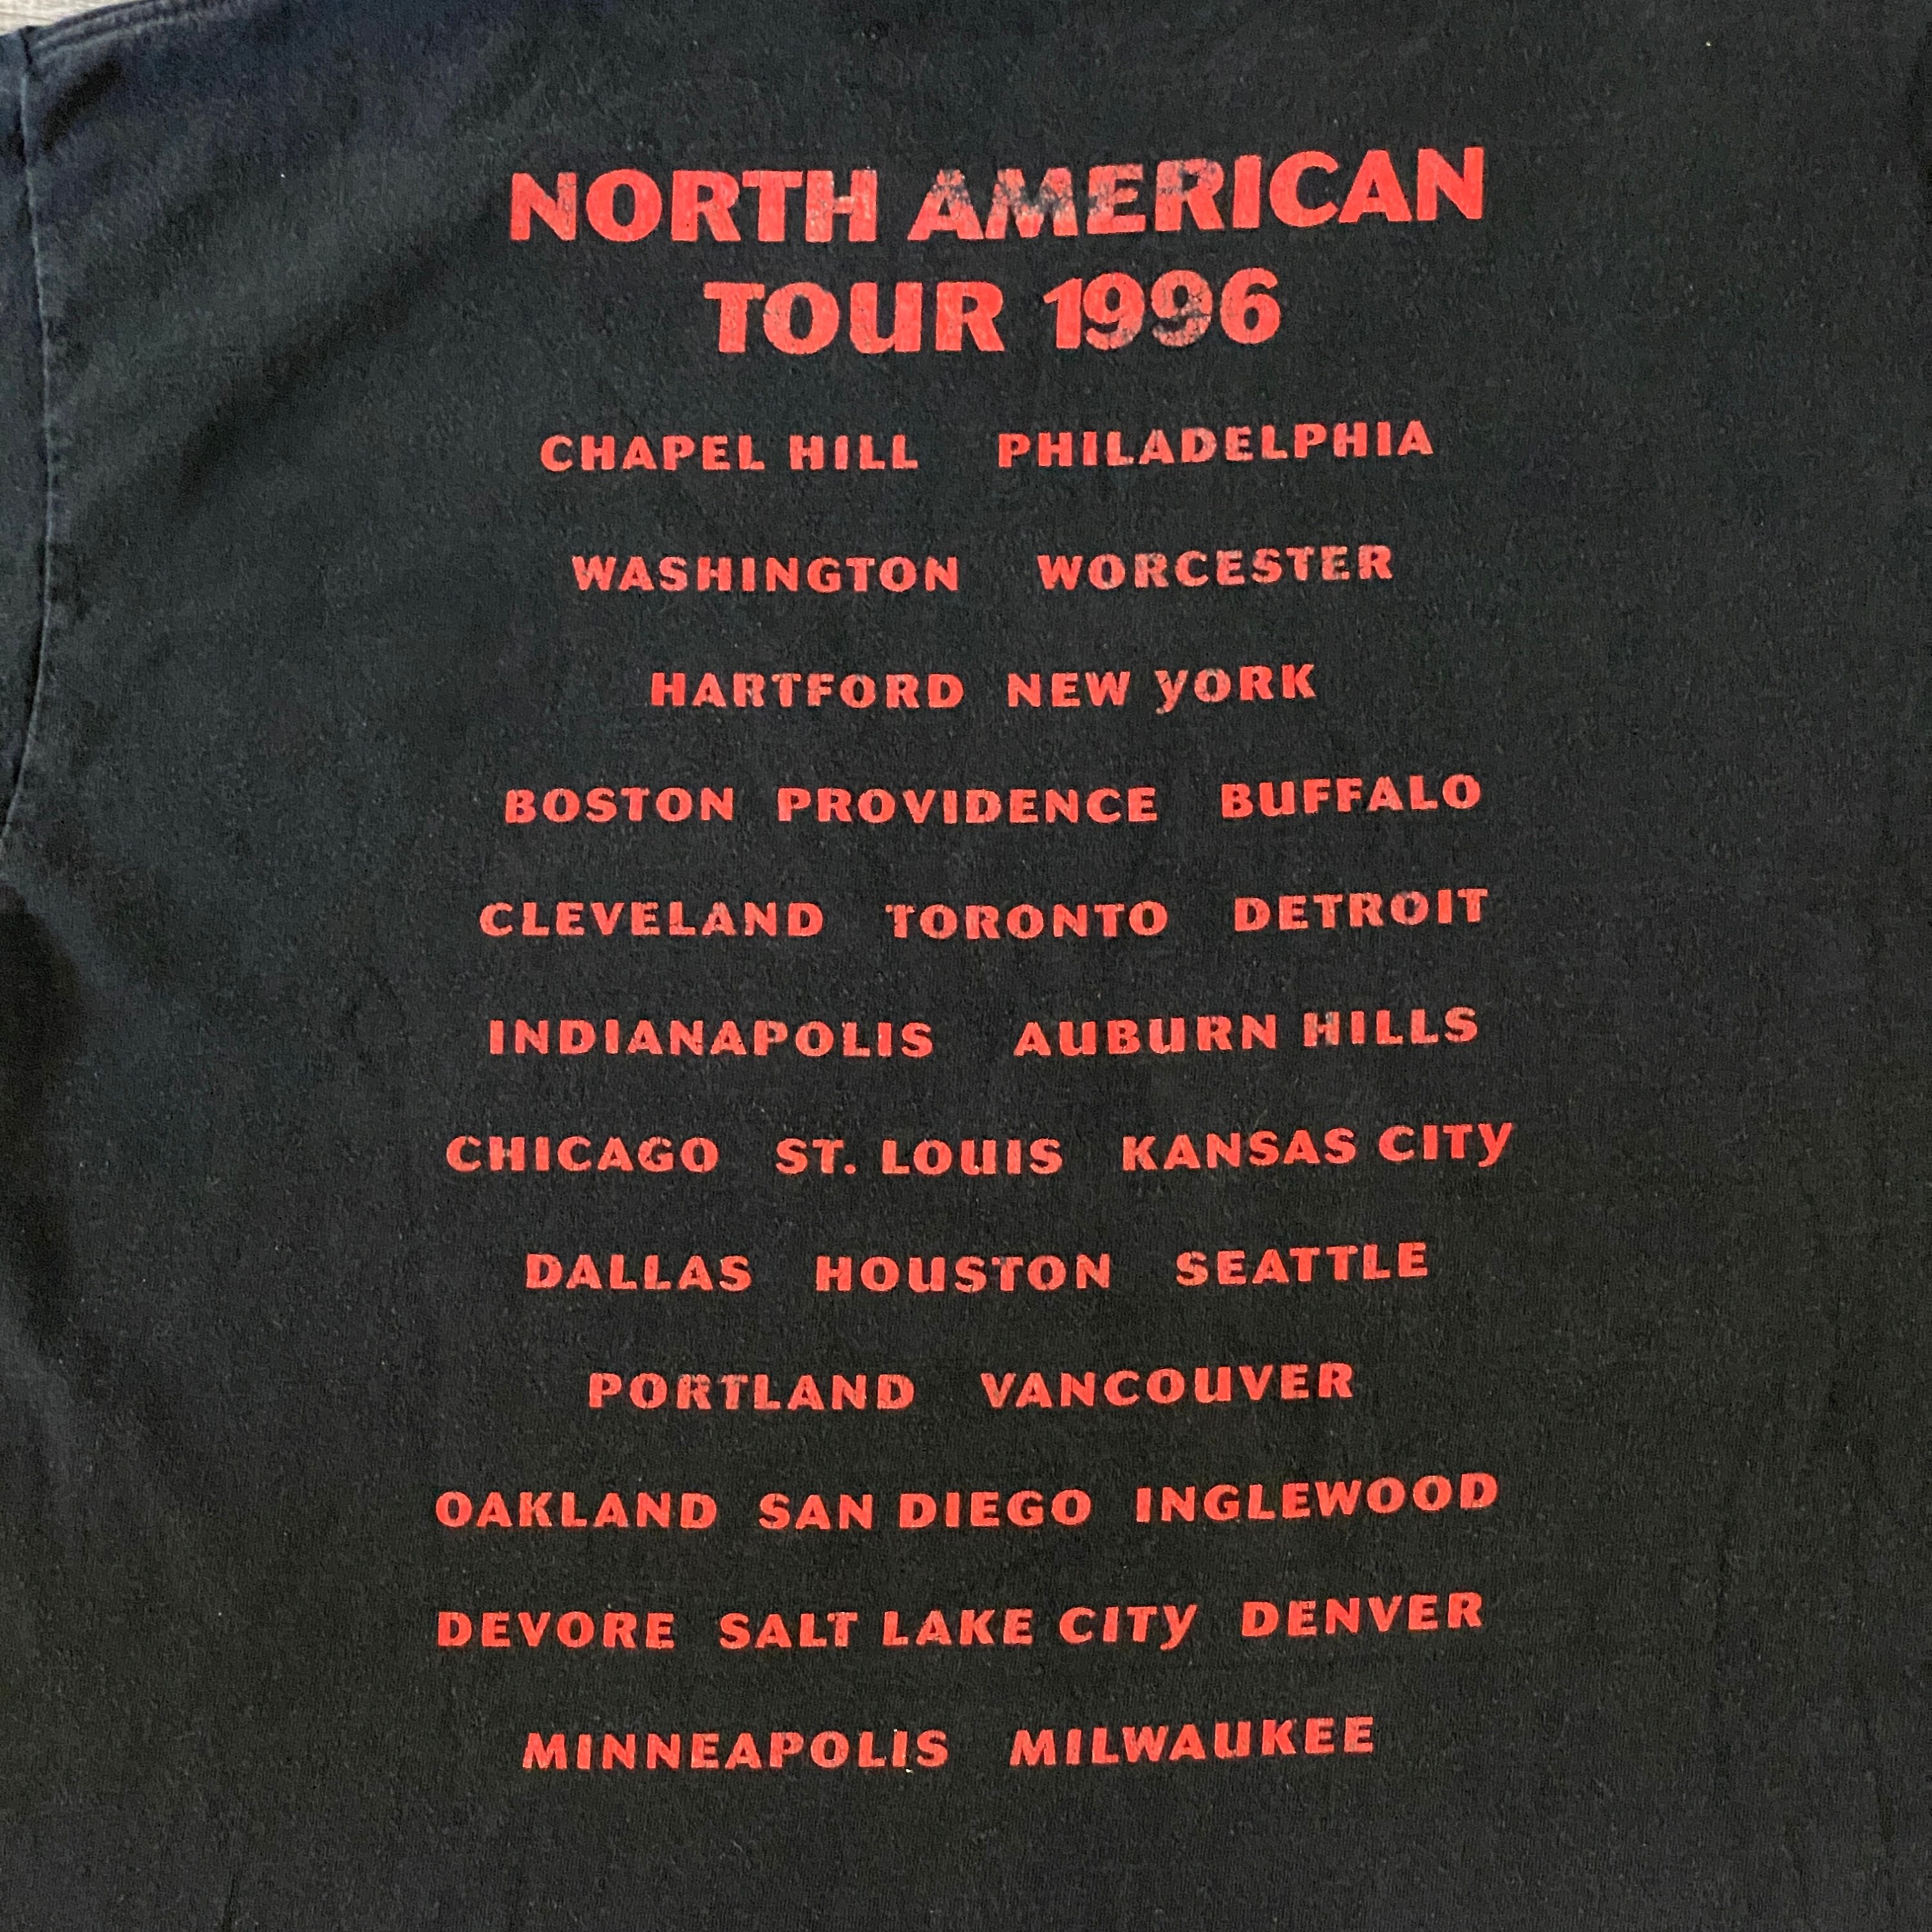 NORTH AMERICAN
TOUR 1996
CHAPEL HILL PHILADELPHIA
WASHINGTON WORCESTER
HARTFORD NEW YORK
BOSTON PROVIDENCE BUFFALO
CLEVELAND TORONTO DETROIT
INDIANAPOLIS AUBURN HILLS
CHICAGO ST. LOUIS KANSAS CITY
DALLAS HOUSTON SEATTLE
PORTLAND VANCOUVER
OAKLAND SAN DIEGO INGLEWOOD
DEVORE SALT LAKE CITY DENVER
MINNEAPOLIS MILWAUKEE